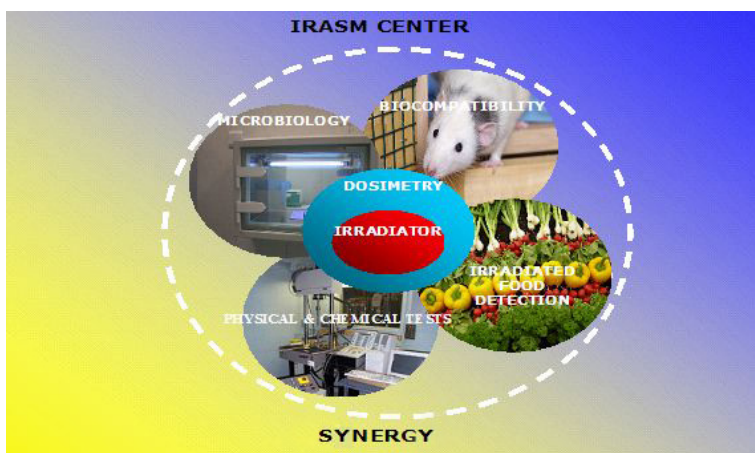 IRASM CENTER
BIOCOMPATIBILITY
MICROBIOLOGY
DOSIMETRY
IRRADIATOR
IRRADIATED
FOOD
DETECTION
PHYSICAL & CHEMICAL TESTS
SYNERGY